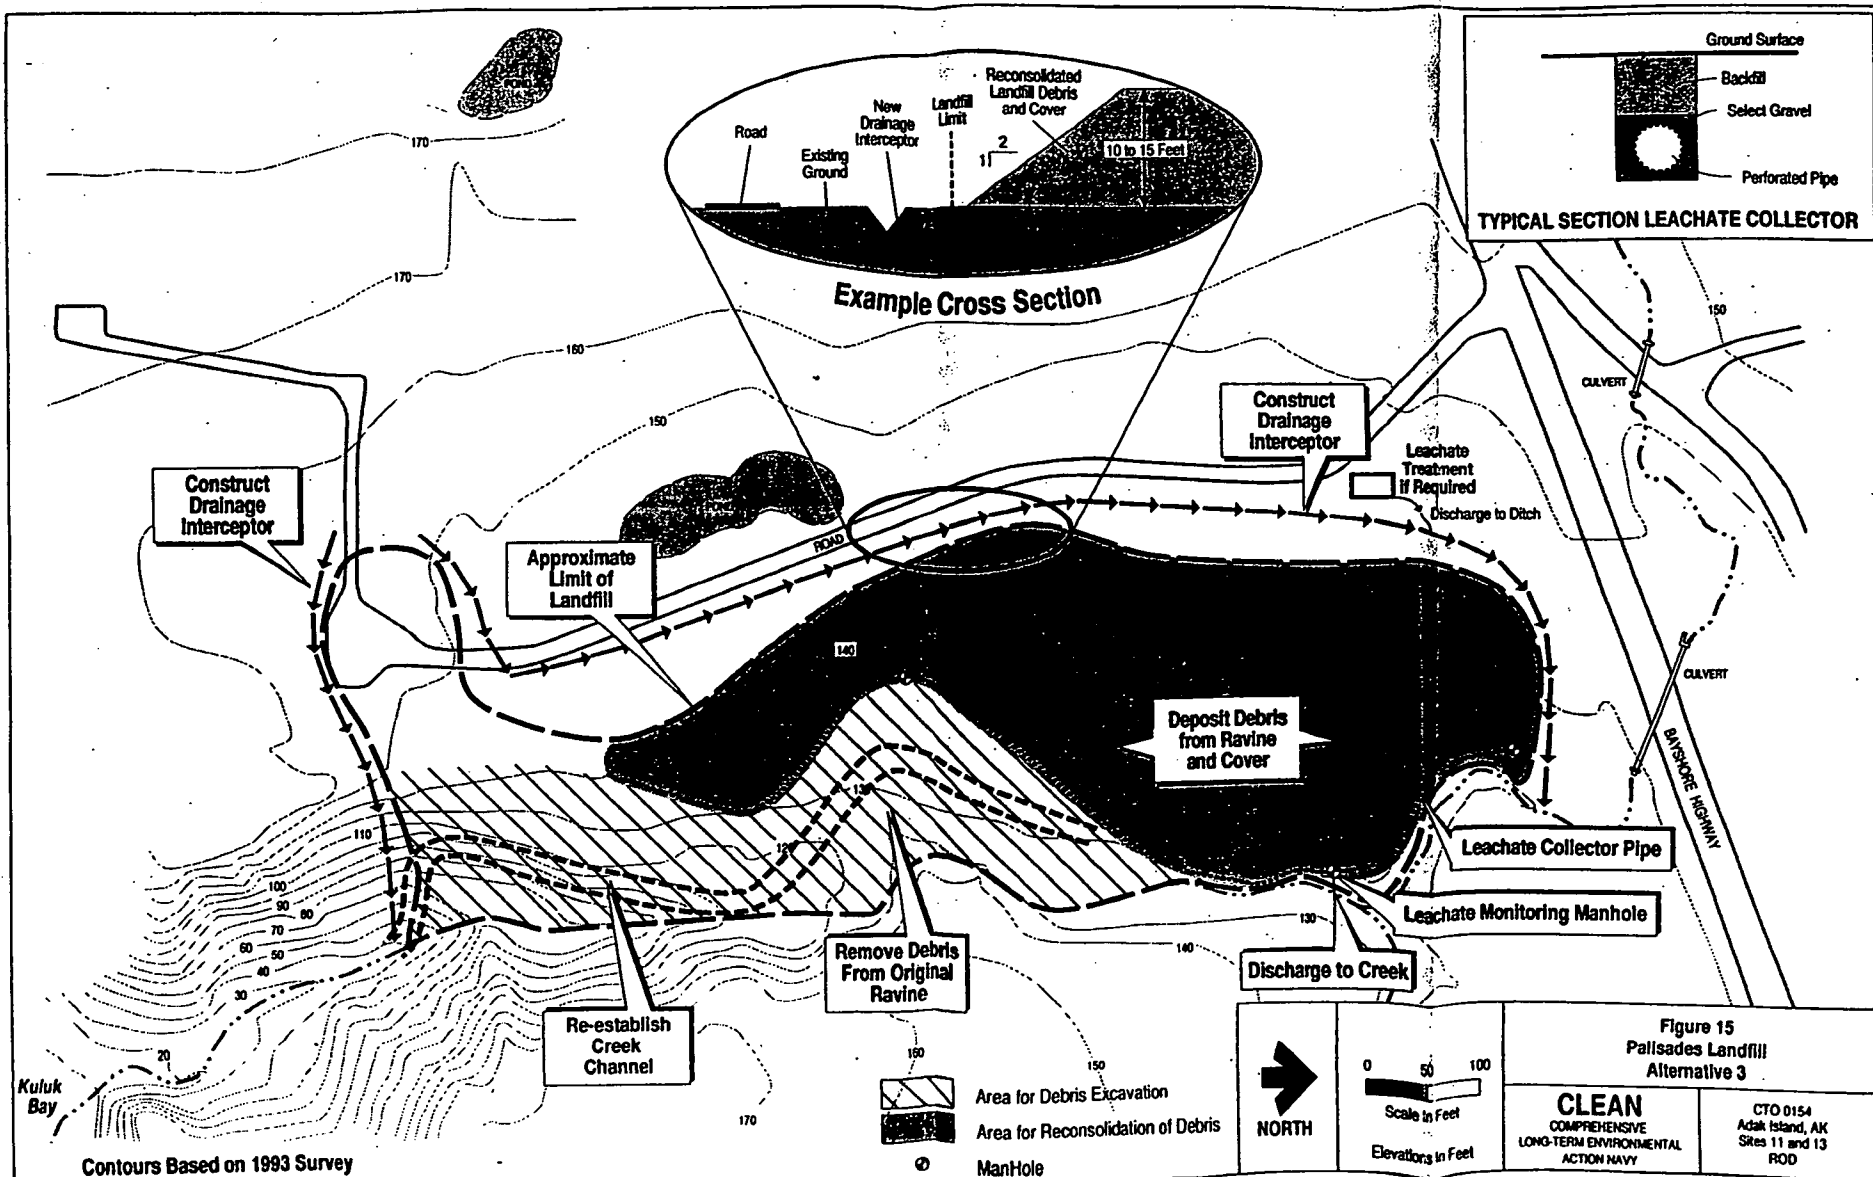 POND
170
170
160
150
Road
Existing
Ground
New
Drainage
Interceptor
Landfill
Limit
Reconsolidated
Landfill Debris
and Cover
2
1
10 to 15 Feet
Example Cross Section
Ground Surface
Backfill
Select Gravel
Perforated Pipe
TYPICAL SECTION LEACHATE COLLECTOR
150
CULVERT
Construct
Drainage
Interceptor
Leachate
Treatment
If Required
Discharge to Ditch
Construct
Drainage
Interceptor
POND
ROAD
Approximate
Limit of
Landfill
140
CULVERT
BAYSHORE HIGHWAY
Deposit Debris
from Ravine
and Cover
110
100
90
80
70
60
50
40
30
20
Leachate Collector Pipe
Leachate Monitoring Manhole
130
140
Discharge to Creek
Remove Debris
From Original
Ravine
Re-establish
Creek
Channel
160
150
170
Kuluk
Bay
Contours Based on 1993 Survey
Area for Debris Excavation
Area for Reconsolidation of Debris
ManHole
NORTH
0 50 100
Scale in Feet
Elevations in Feet
Figure 15
Palisades Landfill
Alternative 3
CLEAN
COMPREHENSIVE
LONG-TERM ENVIRONMENTAL
ACTION NAVY
CTO 0154
Adak Island, AK
Sites 11 and 13
ROD